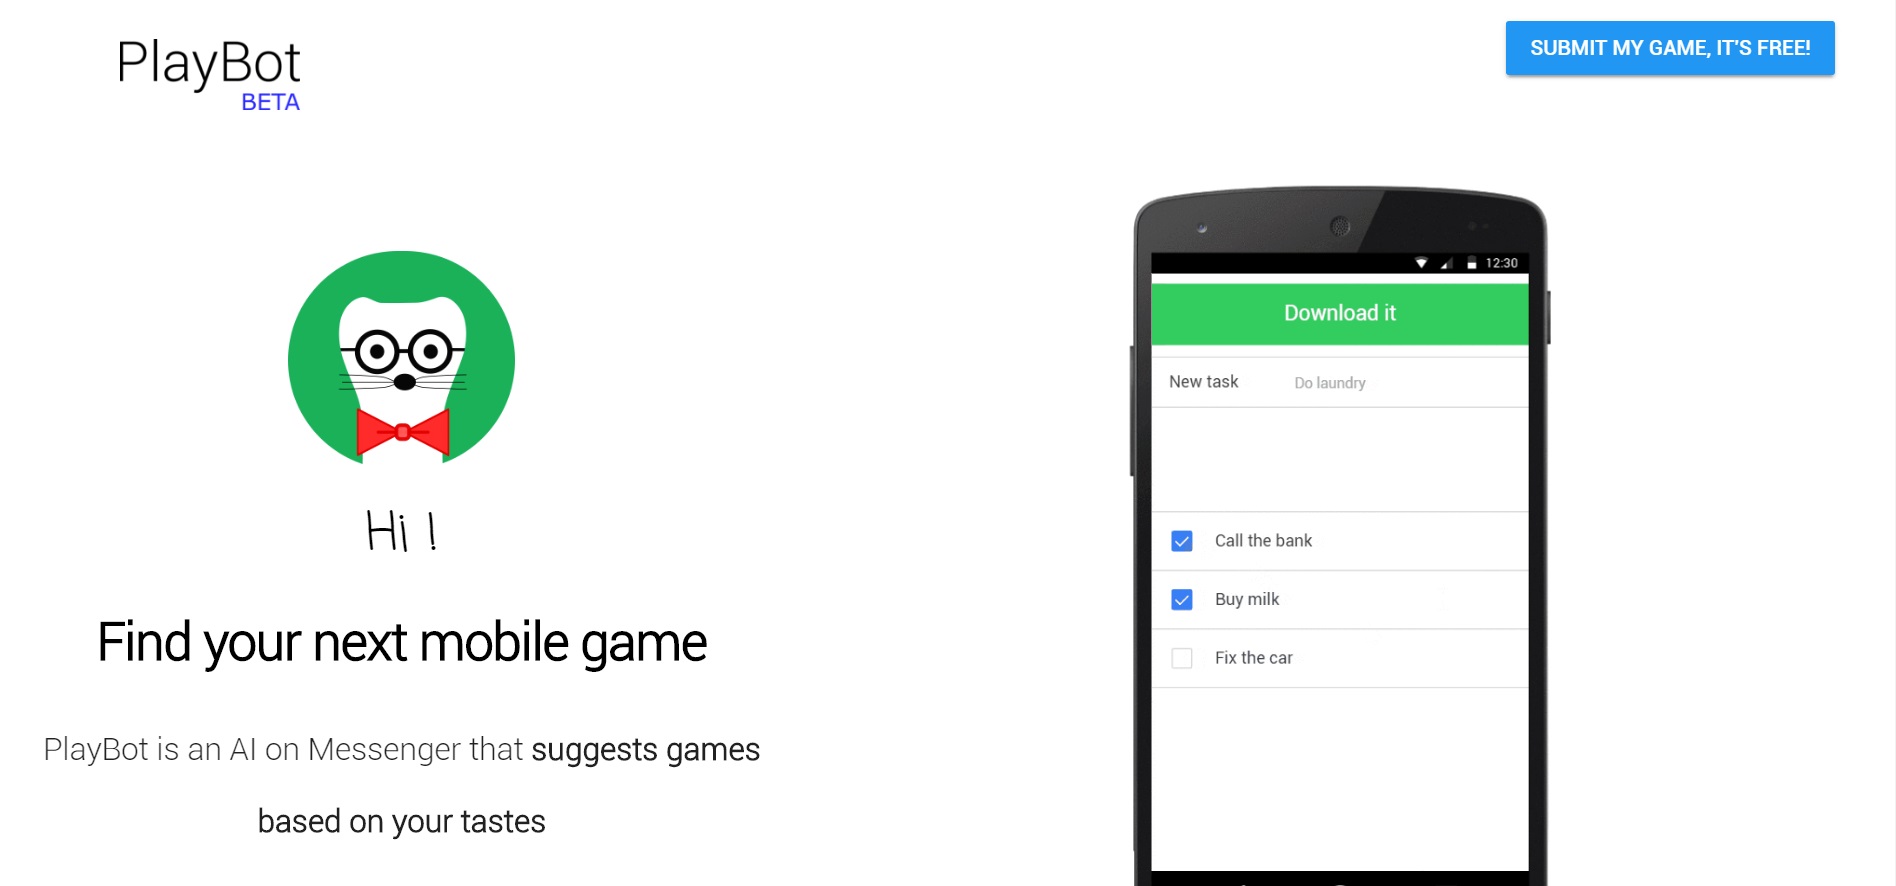 PlayBot
BETA
SUBMIT MY GAME, IT'S FREE!
Hi !
Find your next mobile game
PlayBot is an AI on Messenger that suggests games
based on your tastes
12:30
Download it
New task Do laundry
Call the bank
Buy milk
Fix the car